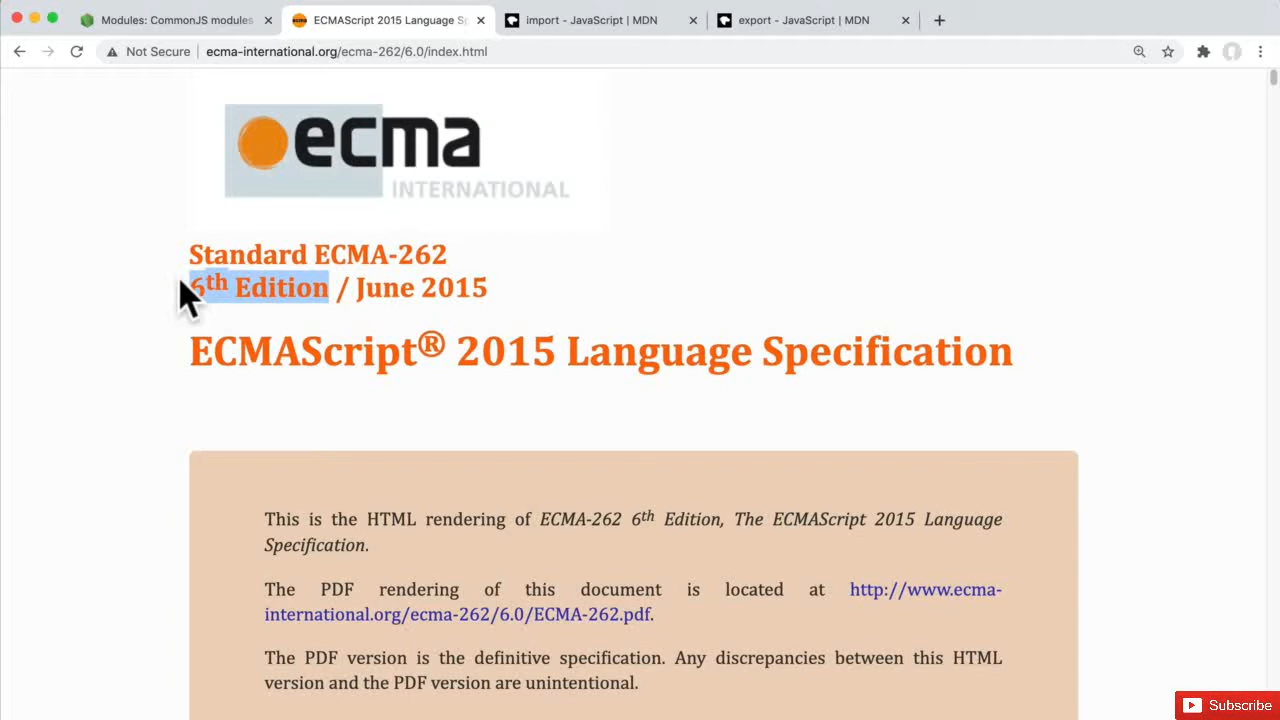 Modules: CommonJS modules
ECMAScript 2015 Language Sp
import - JavaScript | MDN
export - JavaScript | MDN
Not Secure
ecma-international.org/ecma-262/6.0/index.html
ecma
INTERNATIONAL
Standard ECMA-262
6th Edition / June 2015
ECMAScript® 2015 Language Specification
This is the HTML rendering of ECMA-262 6th Edition, The ECMAScript 2015 Language
Specification.
The PDF rendering of this document is located at http://www.ecma-
international.org/ecma-262/6.0/ECMA-262.pdf.
The PDF version is the definitive specification. Any discrepancies between this HTML
version and the PDF version are unintentional.
Subscribe